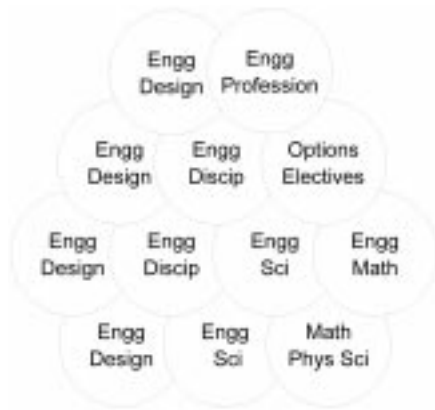 Engg Engg
Design Profession
Engg Engg Options
Design Discip Electives
Engg Engg Engg Engg
Design Discip Sci Math
Engg Engg Math
Design Sci Phys Sci